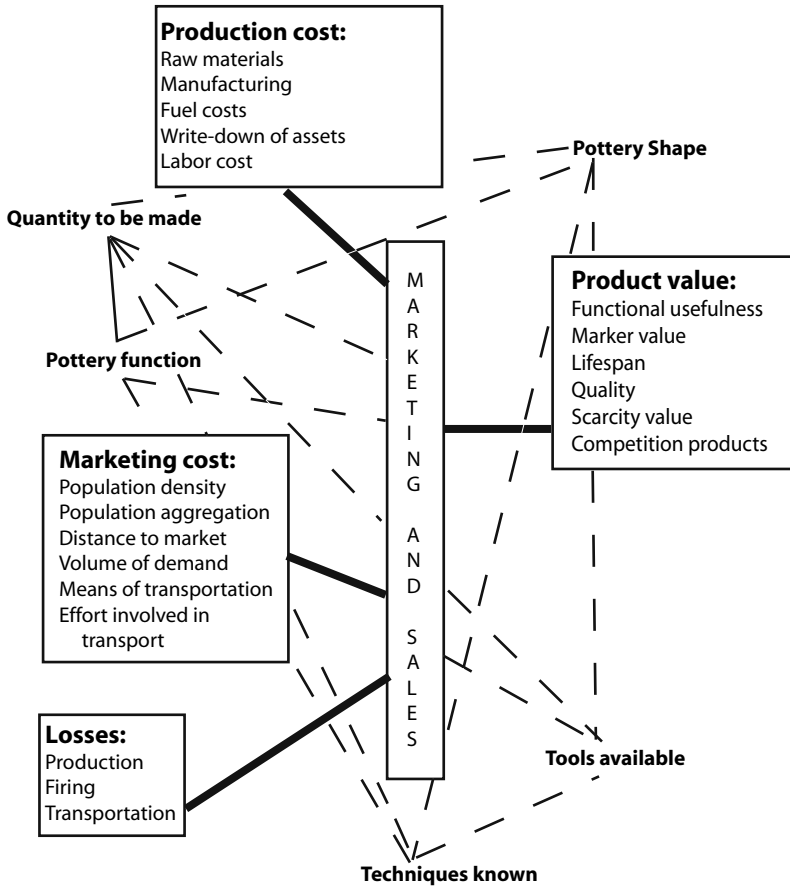 Production cost:
Raw materials
Manufacturing
Fuel costs
Write-down of assets
Labor cost
Pottery Shape
Quantity to be made
MARKETING AND SALES
Product value:
Functional usefulness
Marker value
Lifespan
Quality
Scarcity value
Competition products
Pottery function
Marketing cost:
Population density
Population aggregation
Distance to market
Volume of demand
Means of transportation
Effort involved in
transport
Losses:
Production
Firing
Transportation
Tools available
Techniques known